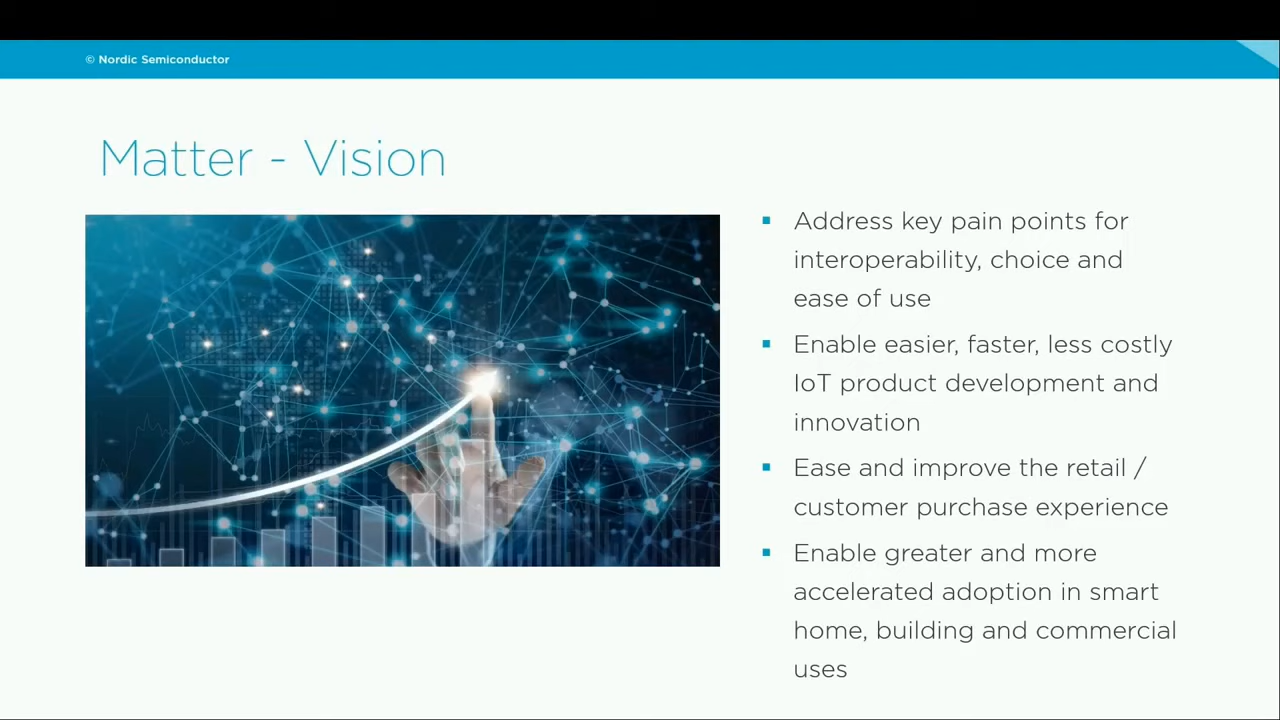 © Nordic Semiconductor
Matter - Vision
▪ Address key pain points for
interoperability, choice and
ease of use
▪ Enable easier, faster, less costly
IoT product development and
innovation
▪ Ease and improve the retail /
customer purchase experience
▪ Enable greater and more
accelerated adoption in smart
home, building and commercial
uses